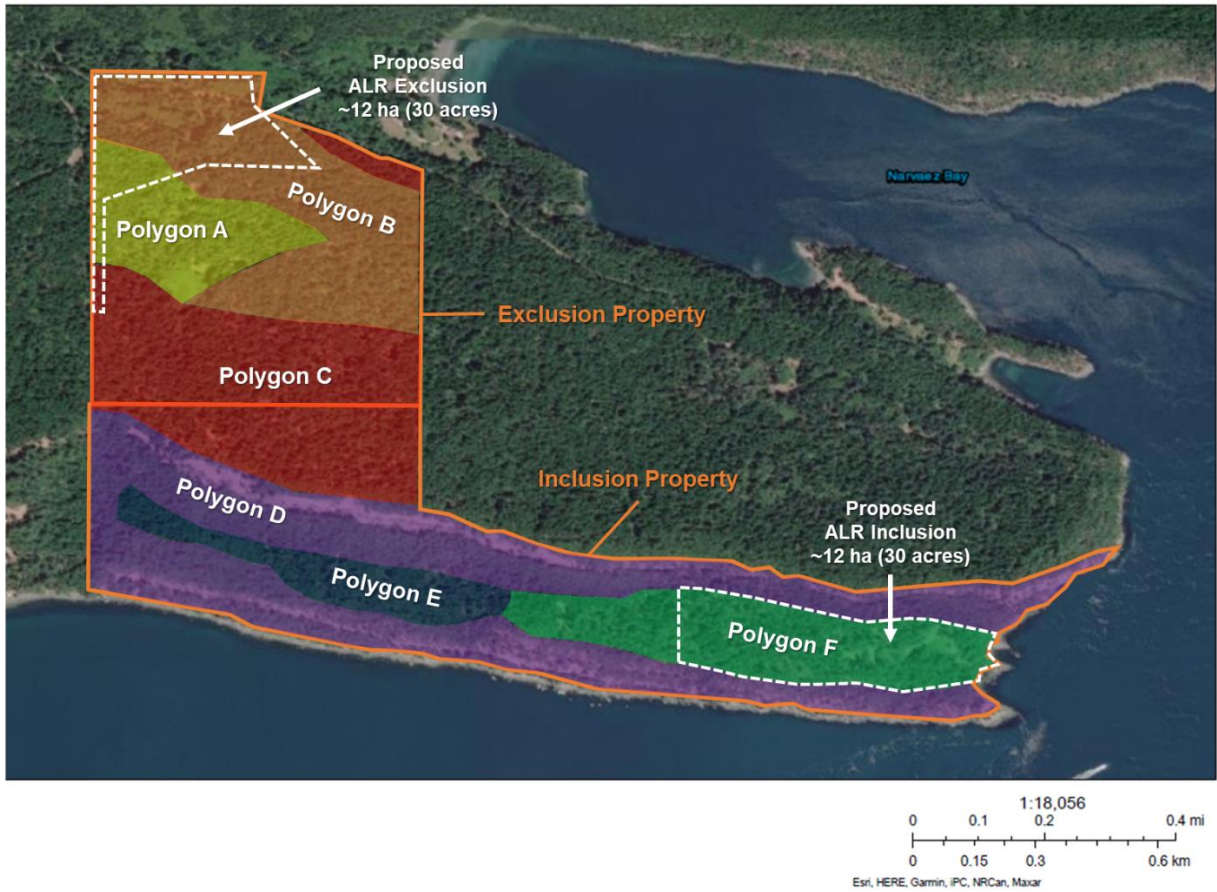 Proposed
ALR Exclusion
~12 ha (30 acres)
Narvaez Bay
Polygon B
Polygon A
Exclusion Property
Polygon C
Inclusion Property
Polygon D
Proposed
ALR Inclusion
~12 ha (30 acres)
Polygon E
Polygon F
1:18,056
0 0.1 0.2 0.4 mi
0 0.15 0.3 0.6 km
Esri, HERE, Garmin, iPC, NRCan, Maxar